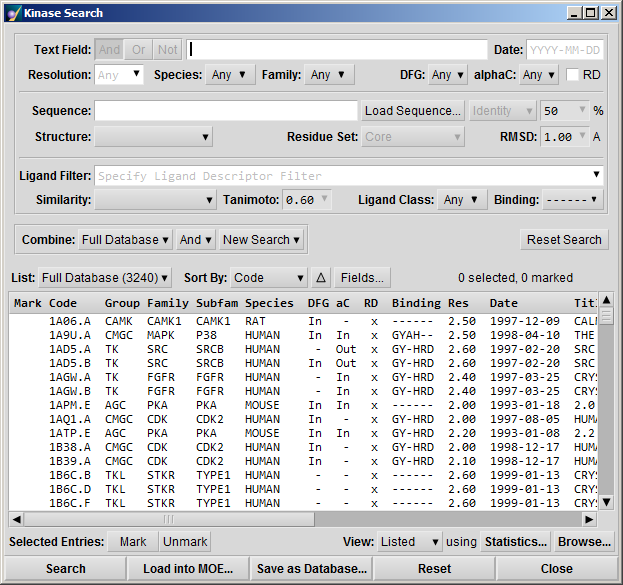 Kinase Search
Text Field: And Or Not Date: YYYY-MM-DD
Resolution: Any Species: Any Family: Any DFG: Any alphaC: Any RD
Sequence: Load Sequence... Identity 50 %
Structure: Residue Set: Core RMSD: 1.00 A
Ligand Filter: Specify Ligand Descriptor Filter
Similarity: Tanimoto: 0.60 Ligand Class: Any Binding: ------
Combine: Full Database And New Search Reset Search
List: Full Database (3240) Sort By: Code Δ Fields... 0 selected, 0 marked
Mark Code Group Family Subfam Species DFG aC RD Binding Res Date Titl
1A06.A CAMK CAMK1 CAMK1 RAT In - x ------ 2.50 1997-12-09 CALM
1A9U.A CMGC MAPK P38 HUMAN In In x GYAH-- 2.50 1998-04-10 THE
1AD5.A TK SRC SRCB HUMAN - Out x GY-HRD 2.60 1997-02-20 SRC
1AD5.B TK SRC SRCB HUMAN In Out x GY-HRD 2.60 1997-02-20 SRC
1AGW.A TK FGFR FGFR HUMAN - In x GY-HRD 2.40 1997-03-25 CRYS
1AGW.B TK FGFR FGFR HUMAN - In x GY-HRD 2.40 1997-03-25 CRYS
1APM.E AGC PKA PKA MOUSE In In x ------ 2.00 1993-01-18 2.0
1AQ1.A CMGC CDK CDK2 HUMAN In - x GY-HRD 2.00 1997-08-05 HUMA
1ATP.E AGC PKA PKA MOUSE In In x GY-HRD 2.20 1993-01-08 2.2
1B38.A CMGC CDK CDK2 HUMAN In - x GY-HRD 2.00 1998-12-17 HUMA
1B39.A CMGC CDK CDK2 HUMAN In - x GY-HRD 2.10 1998-12-17 HUMA
1B6C.B TKL STKR TYPE1 HUMAN - - x ------ 2.60 1999-01-13 CRYS
1B6C.D TKL STKR TYPE1 HUMAN - - x ------ 2.60 1999-01-13 CRYS
1B6C.F TKL STKR TYPE1 HUMAN - - x ------ 2.60 1999-01-13 CRYS
Selected Entries: Mark Unmark View: Listed using Statistics... Browse...
Search Load into MOE... Save as Database... Reset Close